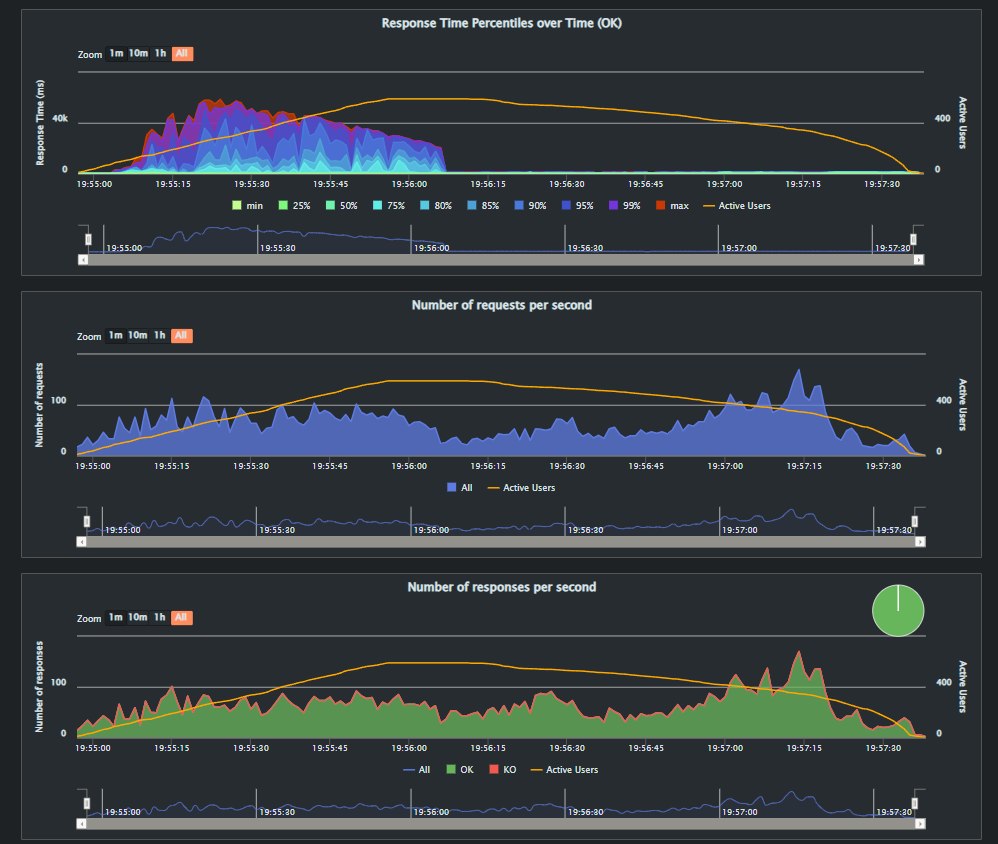 Response Time Percentiles over Time (OK)
Zoom 1m 10m 1h All
Response Time (ms)
40k
0
Active Users
400
0
19:55:00 19:55:15 19:55:30 19:55:45 19:56:00 19:56:15 19:56:30 19:56:45 19:57:00 19:57:15 19:57:30
min 25% 50% 75% 80% 85% 90% 95% 99% max Active Users
19:55:00 19:55:30 19:56:00 19:56:30 19:57:00 19:57:30
Number of requests per second
Zoom 1m 10m 1h All
Number of requests
100
0
Active Users
400
0
19:55:00 19:55:15 19:55:30 19:55:45 19:56:00 19:56:15 19:56:30 19:56:45 19:57:00 19:57:15 19:57:30
All Active Users
19:55:00 19:55:30 19:56:00 19:56:30 19:57:00 19:57:30
Number of responses per second
Zoom 1m 10m 1h All
Number of responses
100
0
Active Users
400
0
19:55:00 19:55:15 19:55:30 19:55:45 19:56:00 19:56:15 19:56:30 19:56:45 19:57:00 19:57:15 19:57:30
All OK KO Active Users
19:55:00 19:55:30 19:56:00 19:56:30 19:57:00 19:57:30